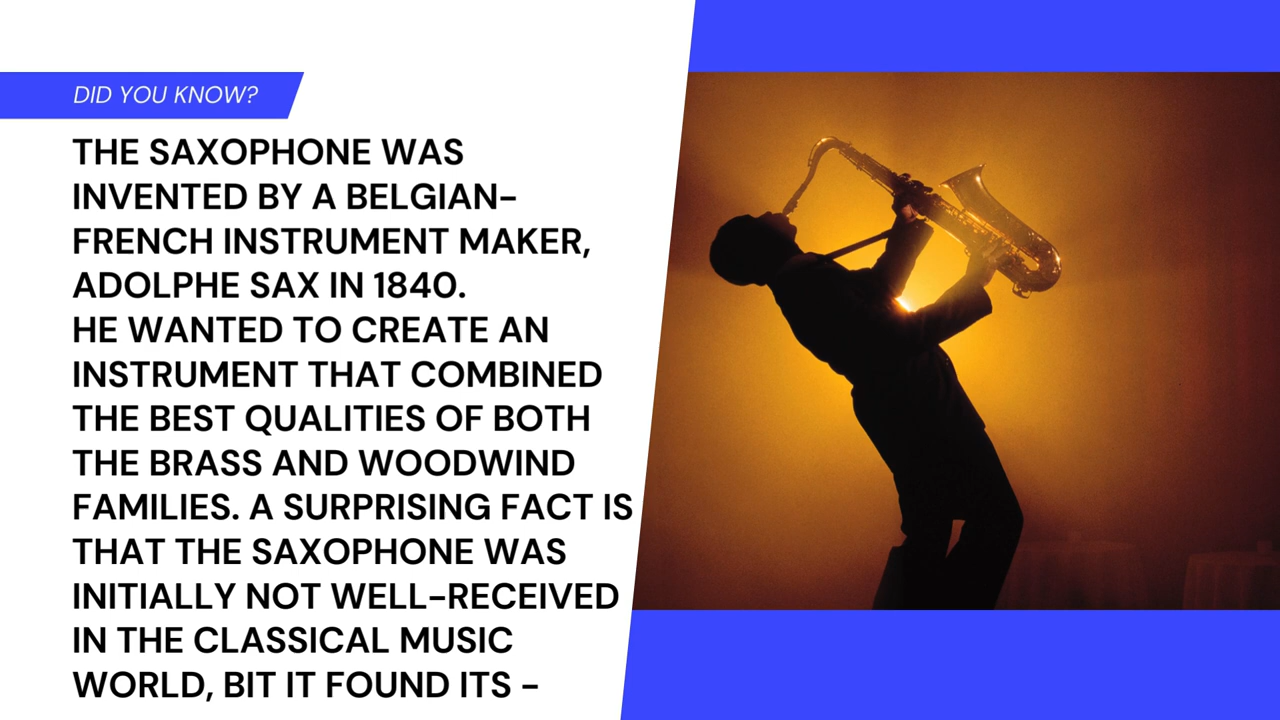 DID YOU KNOW?
THE SAXOPHONE WAS
INVENTED BY A BELGIAN-
FRENCH INSTRUMENT MAKER,
ADOLPHE SAX IN 1840.
HE WANTED TO CREATE AN
INSTRUMENT THAT COMBINED
THE BEST QUALITIES OF BOTH
THE BRASS AND WOODWIND
FAMILIES. A SURPRISING FACT IS
THAT THE SAXOPHONE WAS
INITIALLY NOT WELL-RECEIVED
IN THE CLASSICAL MUSIC
WORLD, BIT IT FOUND ITS -